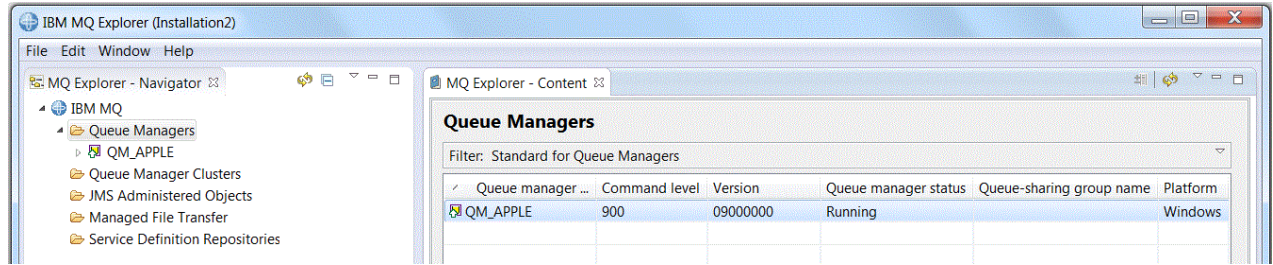 IBM MQ Explorer (Installation2)
File Edit Window Help
MQ Explorer - Navigator
IBM MQ
Queue Managers
QM_APPLE
Queue Manager Clusters
JMS Administered Objects
Managed File Transfer
Service Definition Repositories
MQ Explorer - Content
Queue Managers
Filter: Standard for Queue Managers
Queue manager ... Command level Version Queue manager status Queue-sharing group name Platform
QM_APPLE 900 09000000 Running Windows